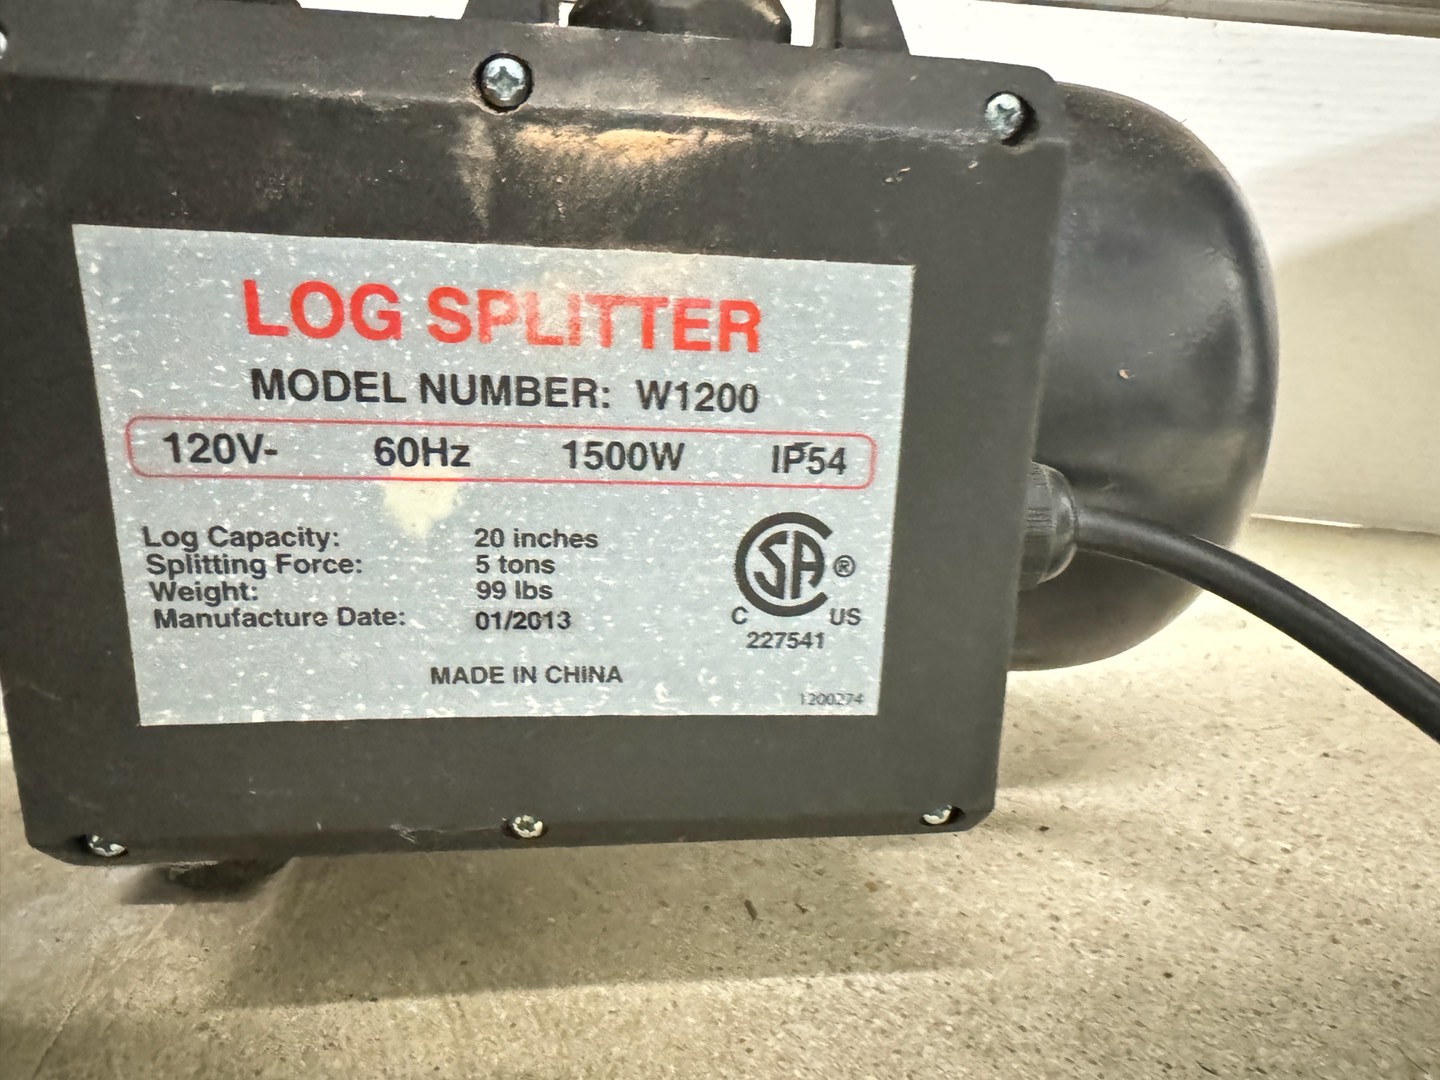 LOG SPLITTER
MODEL NUMBER: W1200
120V~ 60Hz 1500W IP54
Log Capacity: 20 inches
Splitting Force: 5 tons
Weight: 99 lbs
Manufacture Date: 01/2013
CSA ®
C US
227541
MADE IN CHINA
1200274